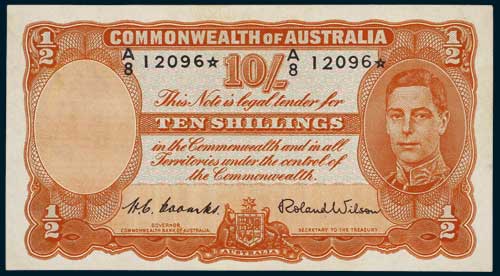 COMMONWEALTH OF AUSTRALIA
1/2 1/2
A/8 12096★ A/8 12096★
10/-
This Note is legal tender for
TEN SHILLINGS
in the Commonwealth and in all
Territories under the control of
the Commonwealth.
H.C. Coombs. Roland Wilson
GOVERNOR SECRETARY TO THE TREASURY
COMMONWEALTH BANK OF AUSTRALIA
1/2 1/2
AUSTRALIA